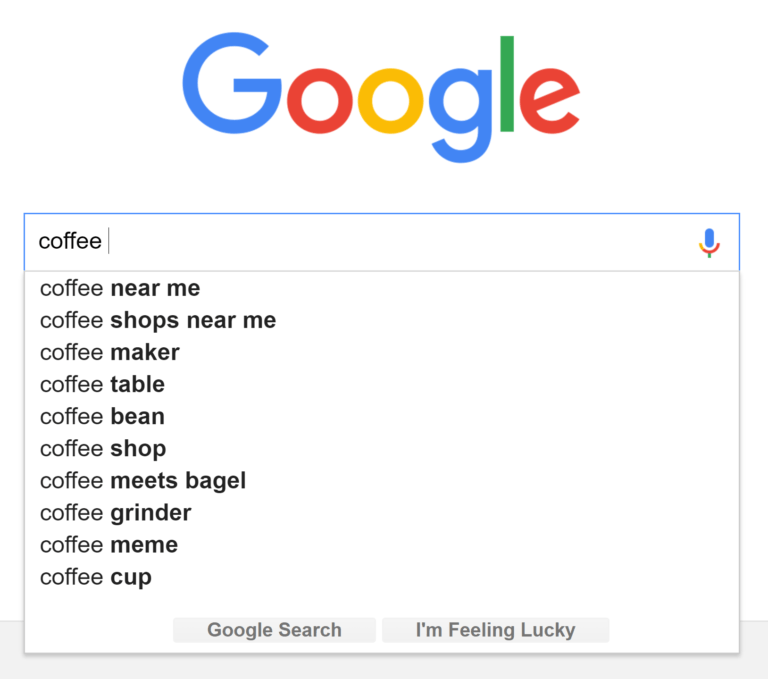 Google
coffee
coffee near me
coffee shops near me
coffee maker
coffee table
coffee bean
coffee shop
coffee meets bagel
coffee grinder
coffee meme
coffee cup
Google Search I'm Feeling Lucky